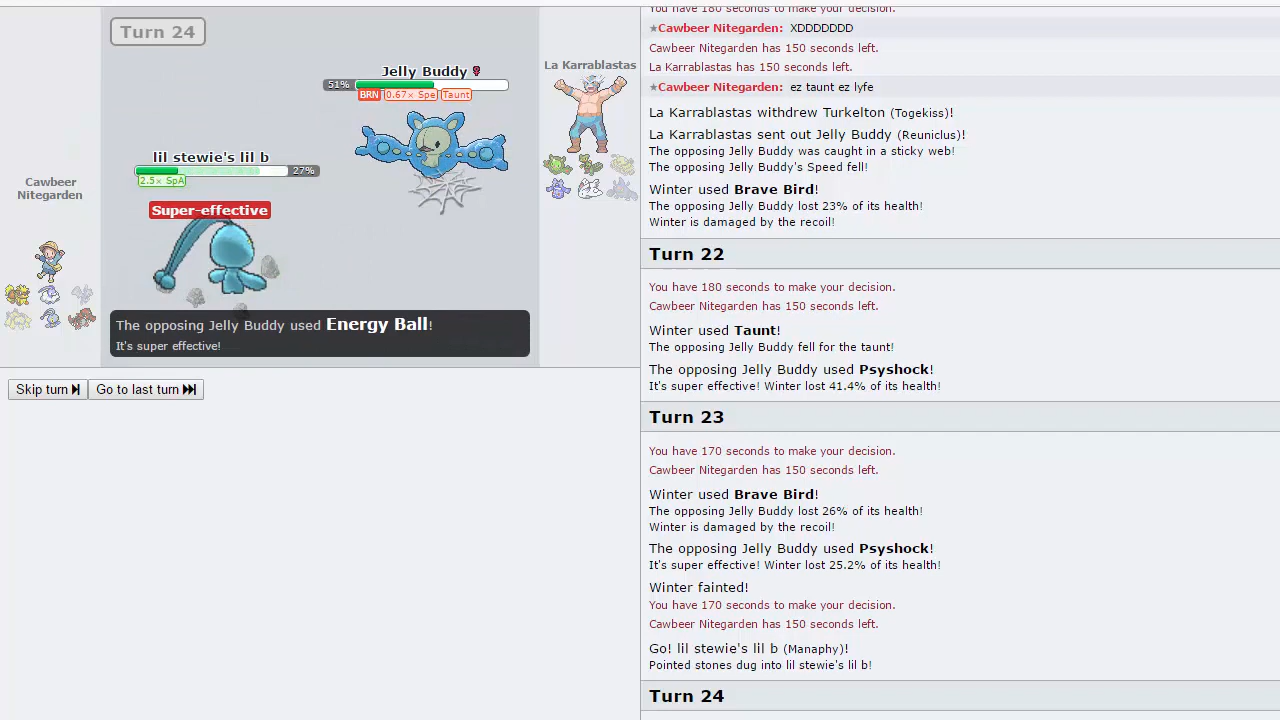 Turn 24
Jelly Buddy
51%
BRN 0.67× Spe Taunt
lil stewie's lil b
27%
2.5× SpA
Super-effective
Cawbeer
Nitegarden
La Karrablastas
The opposing Jelly Buddy used Energy Ball!
It's super effective!
Skip turn Go to last turn
You have 180 seconds to make your decision.
★Cawbeer Nitegarden: XDDDDDDD
Cawbeer Nitegarden has 150 seconds left.
La Karrablastas has 150 seconds left.
★Cawbeer Nitegarden: ez taunt ez lyfe
La Karrablastas withdrew Turkelton (Togekiss)!
La Karrablastas sent out Jelly Buddy (Reuniclus)!
The opposing Jelly Buddy was caught in a sticky web!
The opposing Jelly Buddy's Speed fell!
Winter used Brave Bird!
The opposing Jelly Buddy lost 23% of its health!
Winter is damaged by the recoil!
Turn 22
You have 180 seconds to make your decision.
Cawbeer Nitegarden has 150 seconds left.
Winter used Taunt!
The opposing Jelly Buddy fell for the taunt!
The opposing Jelly Buddy used Psyshock!
It's super effective! Winter lost 41.4% of its health!
Turn 23
You have 170 seconds to make your decision.
Cawbeer Nitegarden has 150 seconds left.
Winter used Brave Bird!
The opposing Jelly Buddy lost 26% of its health!
Winter is damaged by the recoil!
The opposing Jelly Buddy used Psyshock!
It's super effective! Winter lost 25.2% of its health!
Winter fainted!
You have 170 seconds to make your decision.
Cawbeer Nitegarden has 150 seconds left.
Go! lil stewie's lil b (Manaphy)!
Pointed stones dug into lil stewie's lil b!
Turn 24